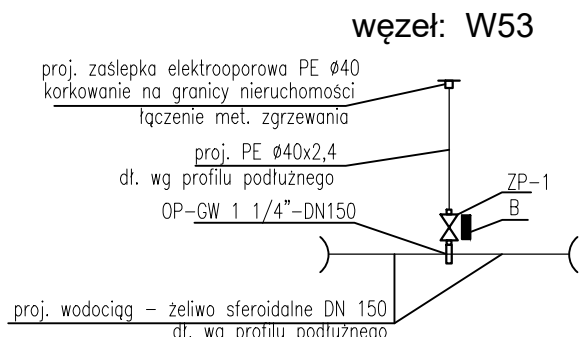 węzeł: W53
proj. zaślepka elektrooporowa PE ø40
korkowanie na granicy nieruchomości
łączenie met. zgrzewania
proj. PE ø40x2,4
dł. wg profilu podłużnego
ZP-1
OP-GW 1 1/4"-DN150
B
proj. wodociąg – żeliwo sferoidalne DN 150
dł. wg profilu podłużnego